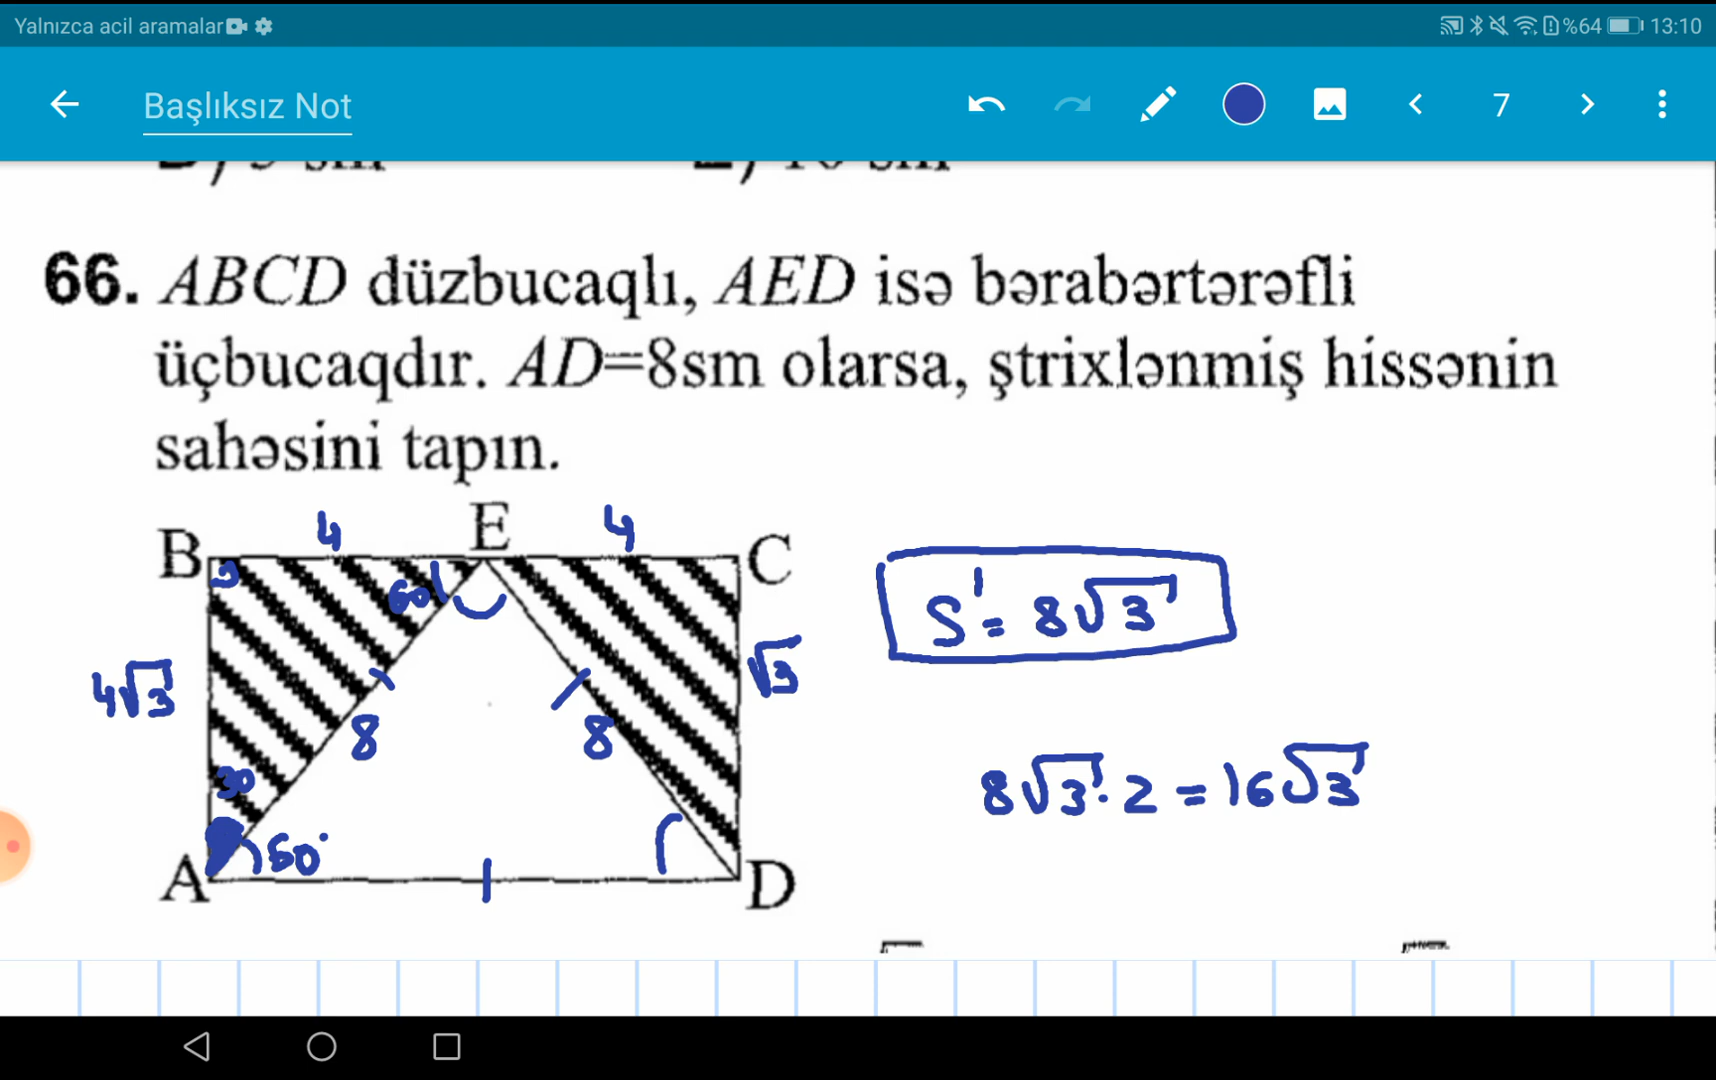 Yalnızca acil aramalar
%64 13:10
Başlıksız Not
7
66. ABCD düzbucaqlı, AED isə bərabərtərəfli
üçbucaqdır. AD=8sm olarsa, ştrixlənmiş hissənin
sahəsini tapın.
4 4
B E C
60
S' = 8√3
4√3 √3
8 8
8√3 · 2 = 16√3
30
60°
A D